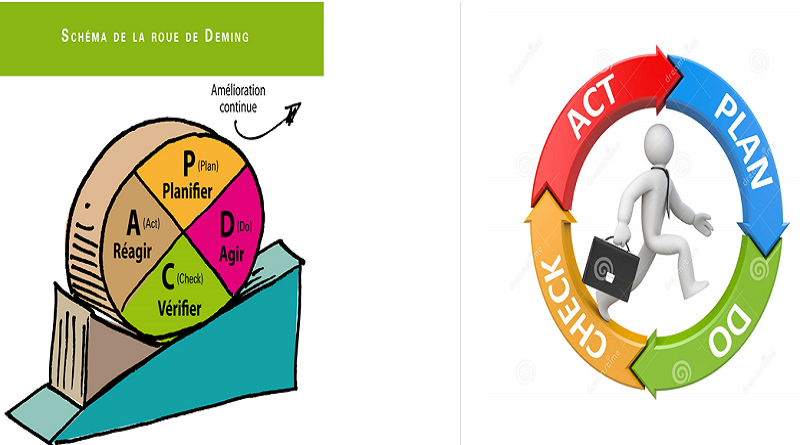 SCHÉMA DE LA ROUE DE DEMING
Amélioration
continue
P (Plan)
Planifier
A (Act)
Réagir
D (Do)
Agir
C (Check)
Vérifier
ACT
PLAN
DO
CHECK